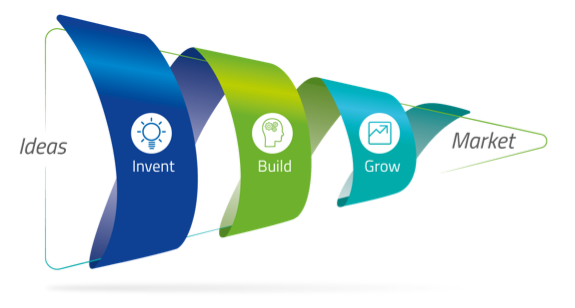 Ideas
Invent
Build
Grow
Market